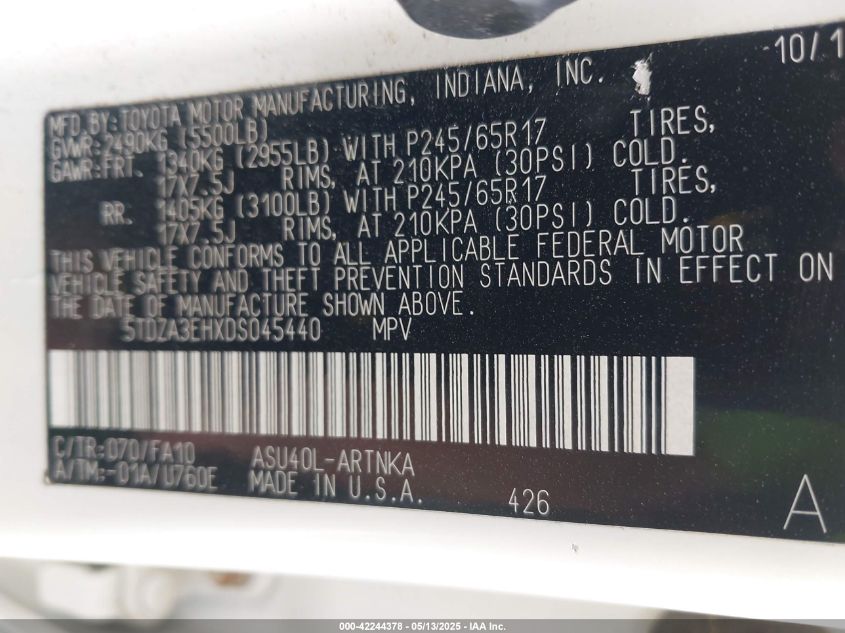 10/1
MFD.BY:TOYOTA MOTOR MANUFACTURING, INDIANA, INC.
GVWR:2490KG (5500LB)
GAWR:FRT. 1340KG (2955LB) WITH P245/65R17 TIRES,
17X7.5J RIMS, AT 210KPA (30PSI) COLD.
RR. 1405KG (3100LB) WITH P245/65R17 TIRES,
17X7.5J RIMS, AT 210KPA (30PSI) COLD.
THIS VEHICLE CONFORMS TO ALL APPLICABLE FEDERAL MOTOR
VEHICLE SAFETY AND THEFT PREVENTION STANDARDS IN EFFECT ON
THE DATE OF MANUFACTURE SHOWN ABOVE.
5TDZA3EHXDS045440 MPV
C/TR:070/FA10 ASU40L-ARTNKA
A/TM:-01A/U760E MADE IN U.S.A.
426
A
000-42244378 - 05/13/2025 - IAA Inc.